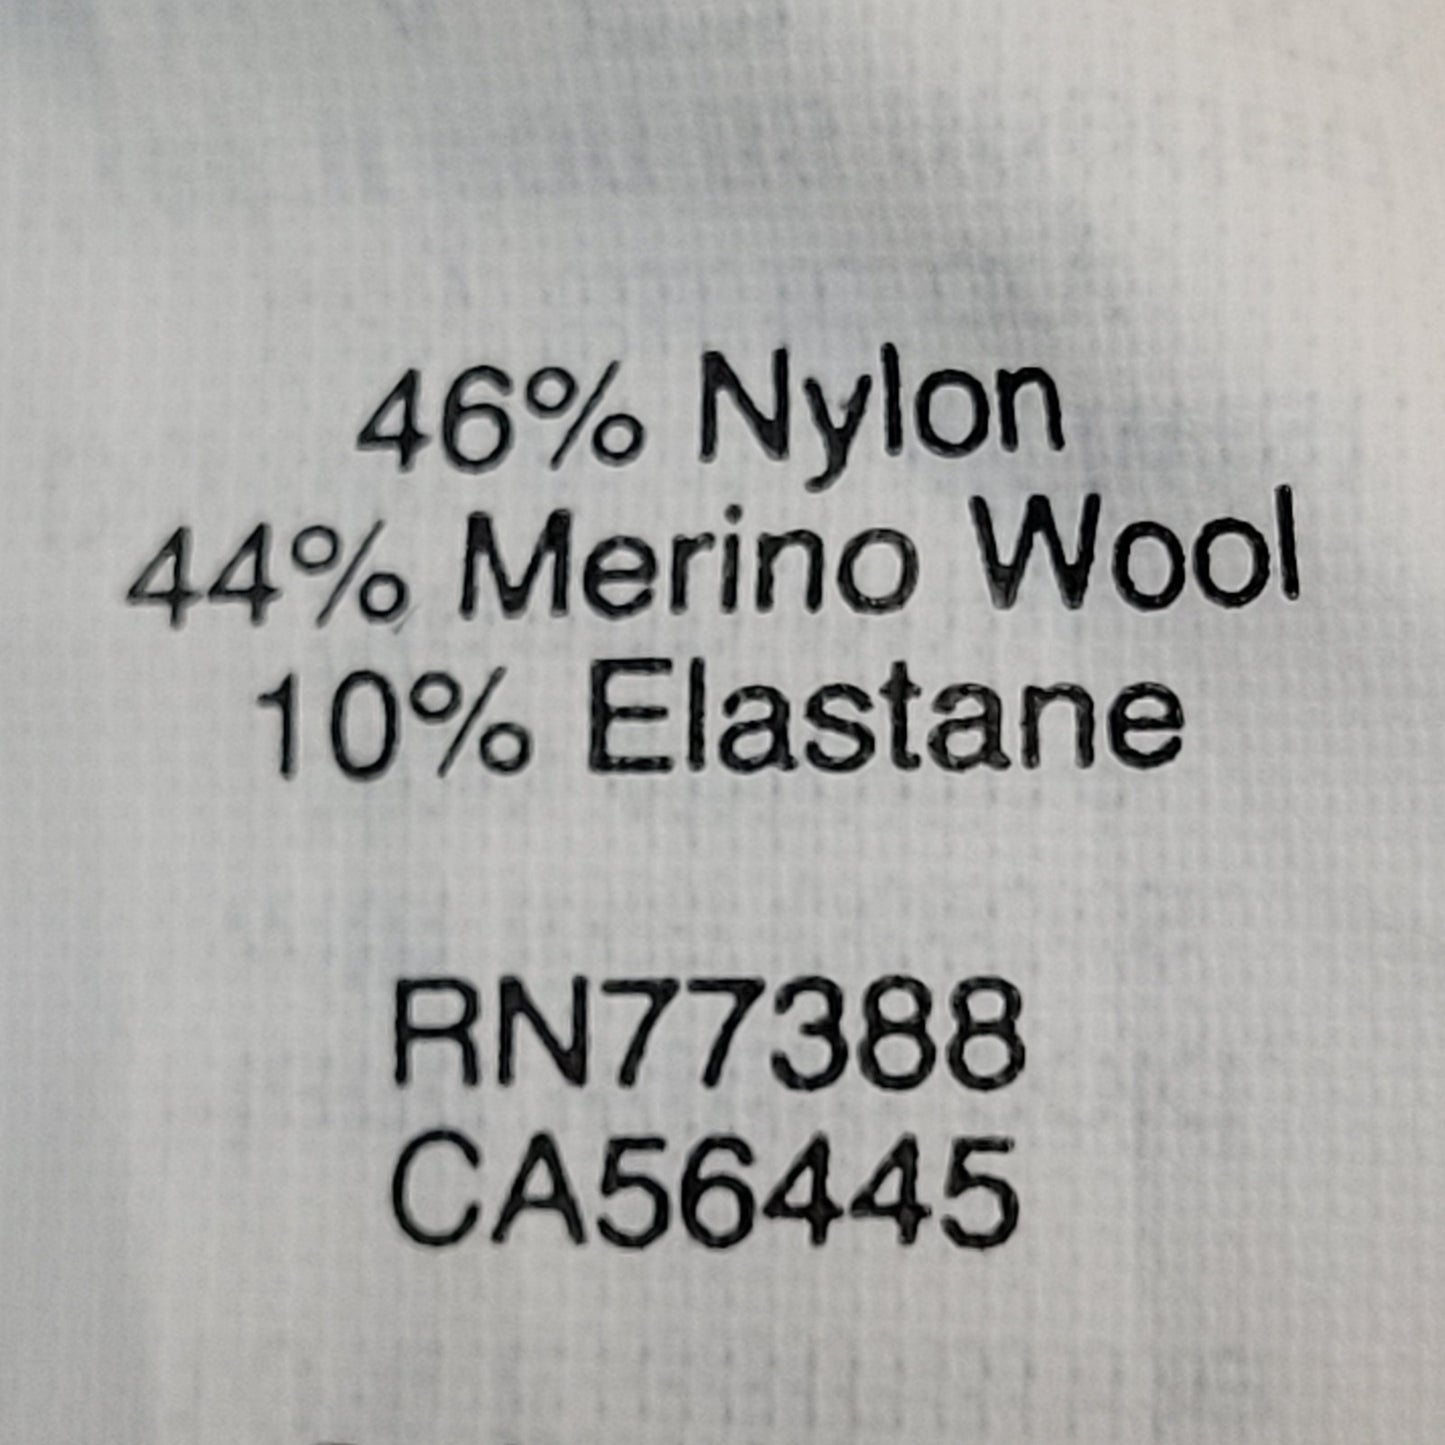 46% Nylon
44% Merino Wool
10% Elastane
RN77388
CA56445